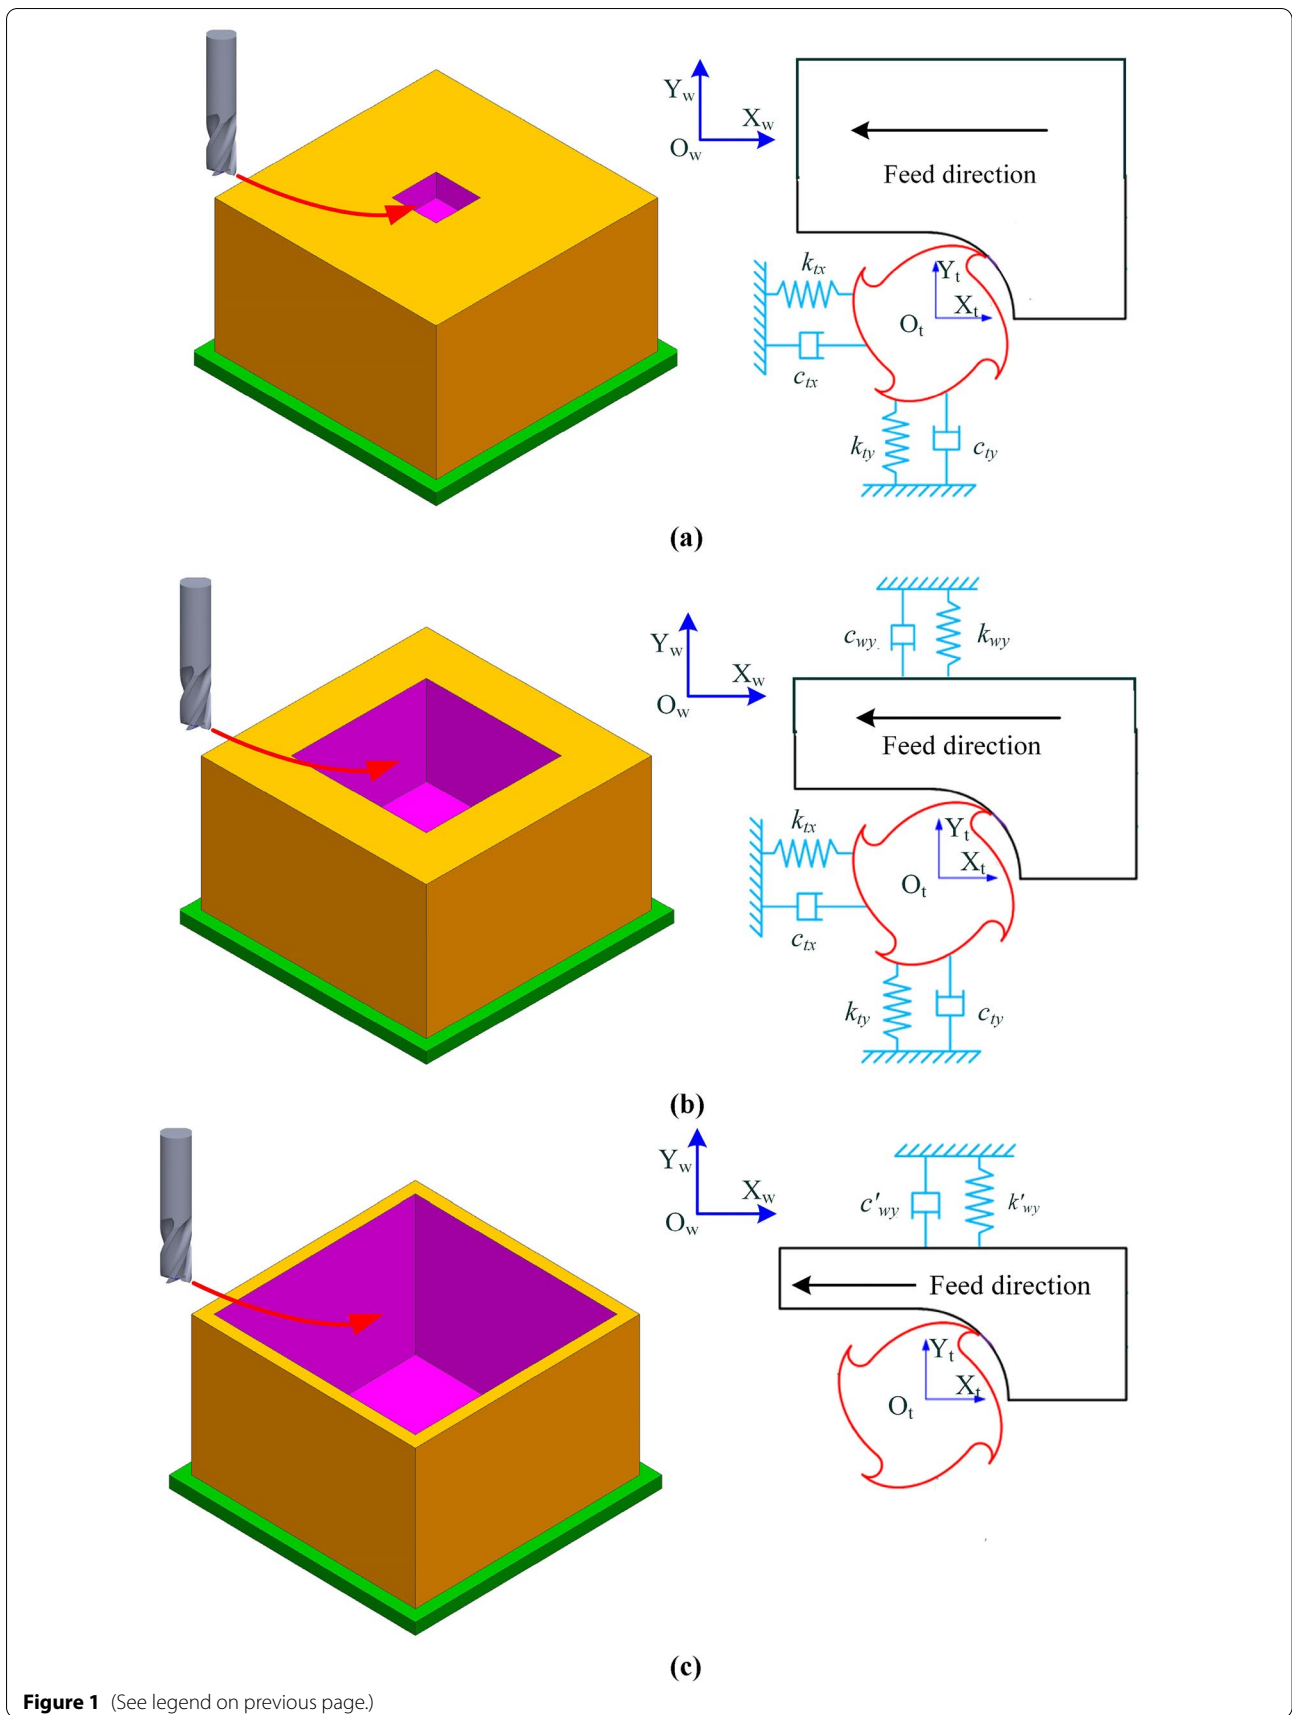 Y_w
X_w
O_w
Feed direction
k_tx
Y_t
X_t
O_t
c_tx
k_ty
c_ty
(a)
c_wy.
k_wy
Y_w
X_w
O_w
Feed direction
k_tx
Y_t
X_t
O_t
c_tx
k_ty
c_ty
(b)
Y_w
X_w
O_w
c'_wy
k'_wy
Feed direction
Y_t
X_t
O_t
(c)
Figure 1 (See legend on previous page.)